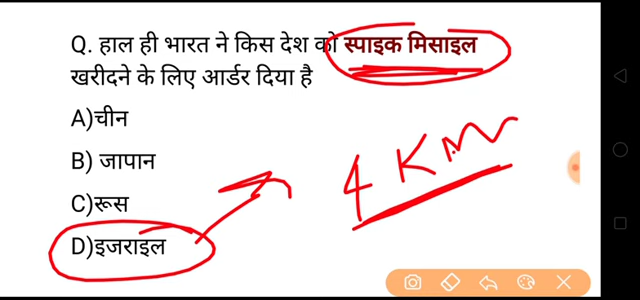 Q. हाल ही भारत ने किस देश को स्पाइक मिसाइल
खरीदने के लिए आर्डर दिया है
A)चीन
B) जापान
C)रूस
D)इजराइल
4 KM